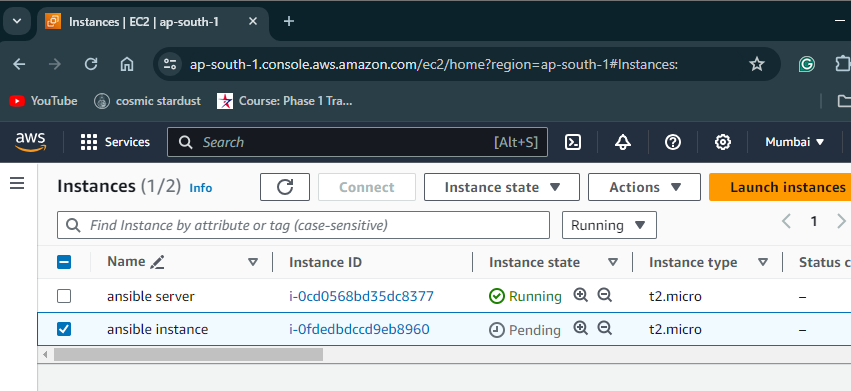 Instances | EC2 | ap-south-1
ap-south-1.console.aws.amazon.com/ec2/home?region=ap-south-1#Instances:
YouTube cosmic stardust Course: Phase 1 Tra...
aws Services Search [Alt+S] Mumbai
Instances (1/2) Info Connect Instance state Actions Launch instances
Find Instance by attribute or tag (case-sensitive) Running 1
Name Instance ID Instance state Instance type Status c
ansible server i-0cd0568bd35dc8377 Running t2.micro –
ansible instance i-0fdedbdccd9eb8960 Pending t2.micro –